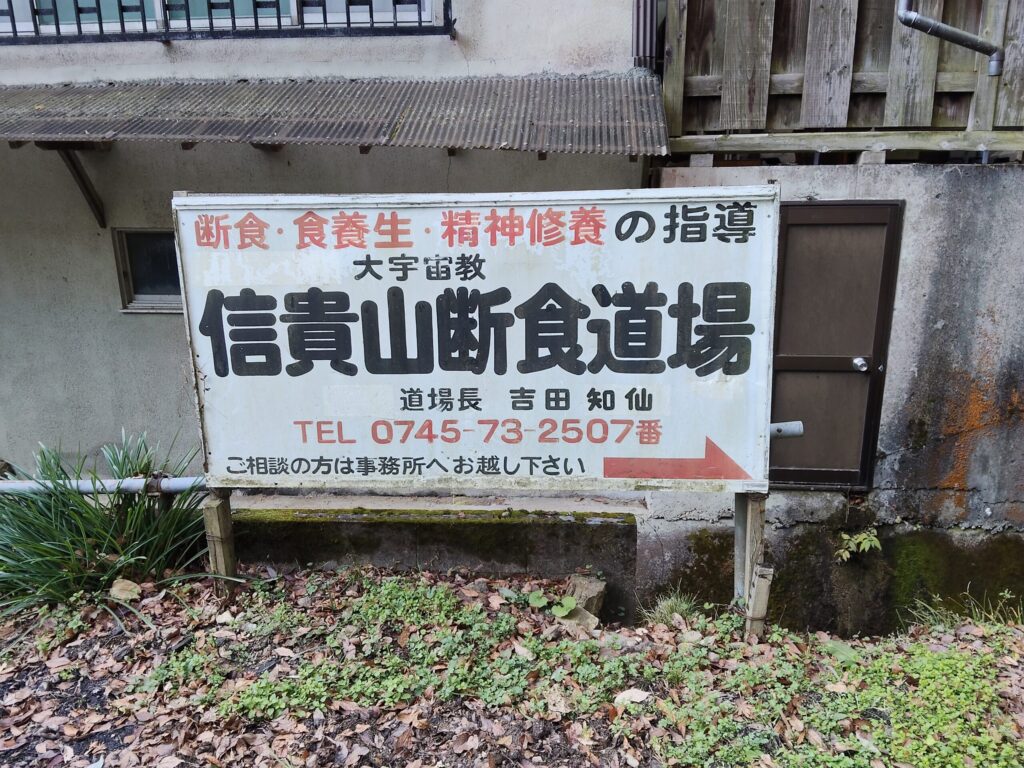 断食・食養生・精神修養の指導
大宇宙教
信貴山断食道場
道場長 吉田 知仙
TEL 0745-73-2507番
ご相談の方は事務所へお越し下さい